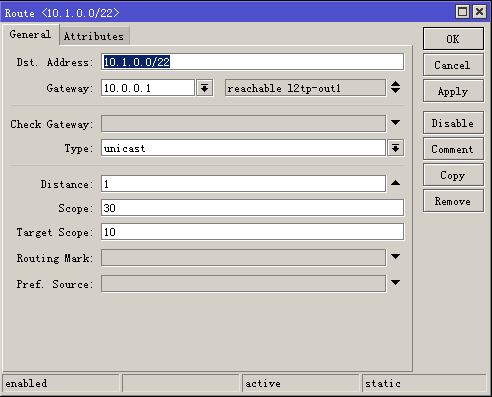 Route <10.1.0.0/22>
General Attributes
Dst. Address: 10.1.0.0/22
Gateway: 10.0.0.1 reachable l2tp-out1
Check Gateway:
Type: unicast
Distance: 1
Scope: 30
Target Scope: 10
Routing Mark:
Pref. Source:
OK
Cancel
Apply
Disable
Comment
Copy
Remove
enabled active static